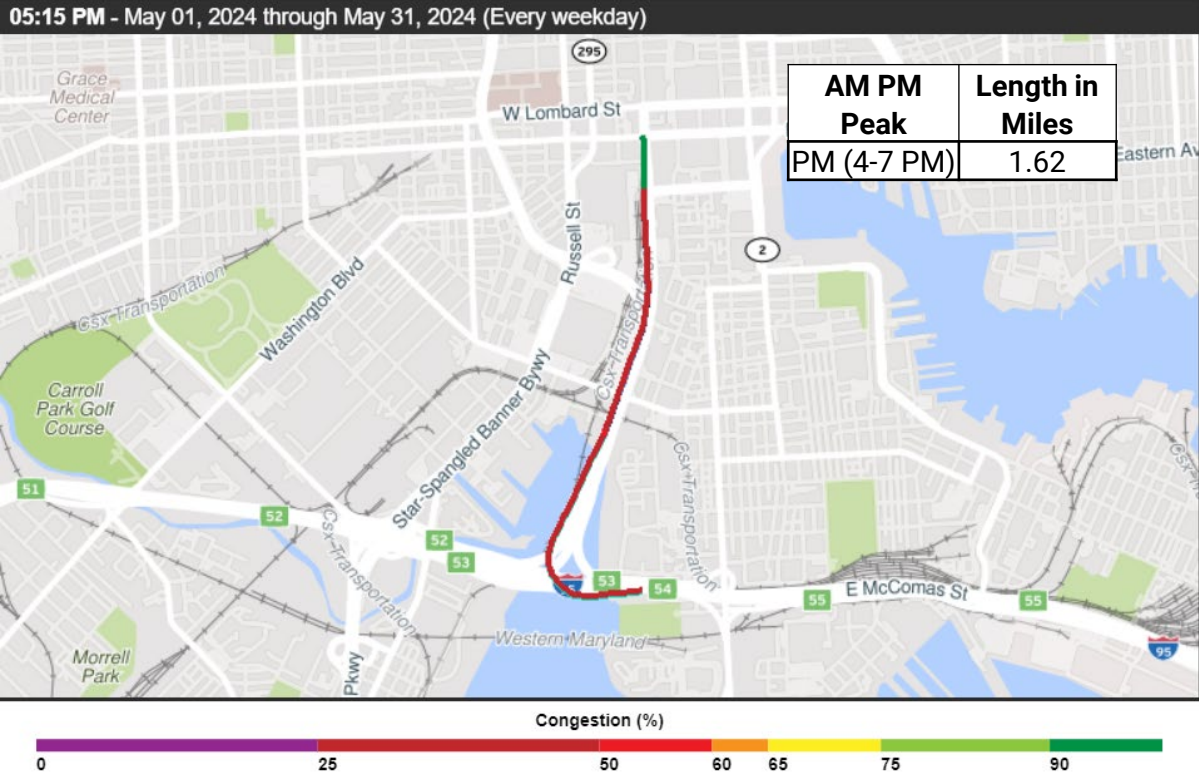 05:15 PM - May 01, 2024 through May 31, 2024 (Every weekday)
295
Grace
Medical
Center
W Lombard St
AM PM
Peak
Length in
Miles
PM (4-7 PM)
1.62
Eastern Av
Russell St
2
Csx Transportation
Washington Blvd
Csx-Transportation
Carroll
Park Golf
Course
Star-Spangled Banner Bywy
Csx-Transportation
51
52
Csx-Transportation
52
53
53
54
E McComas St
55
55
95
Western Maryland
Morrell
Park
Pkwy
Congestion (%)
0
25
50
60
65
75
90